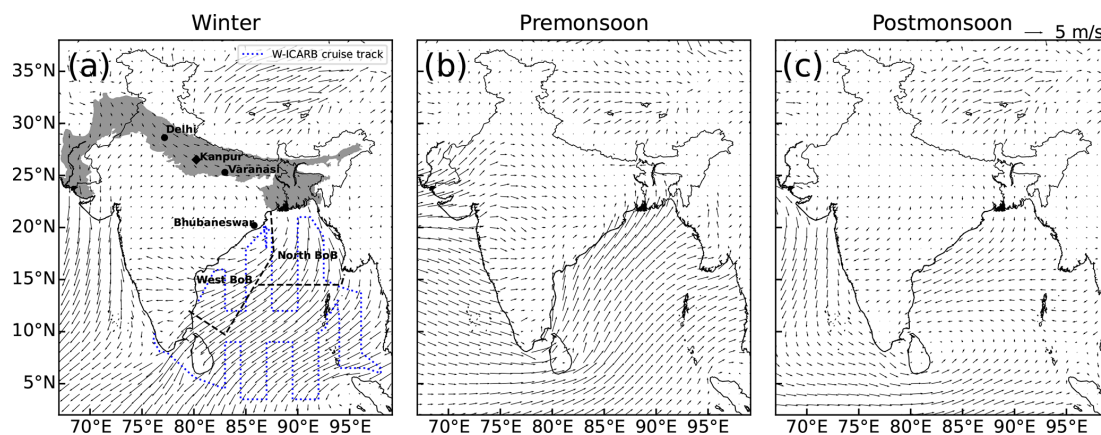 Winter
Premonsoon
Postmonsoon
5 m/s
(a)
W-ICARB cruise track
(b)
(c)
35°N
30°N
25°N
20°N
15°N
10°N
5°N
Delhi
Kanpur
Varanasi
Bhubaneswar
North BoB
West BoB
70°E 75°E 80°E 85°E 90°E 95°E
70°E 75°E 80°E 85°E 90°E 95°E
70°E 75°E 80°E 85°E 90°E 95°E